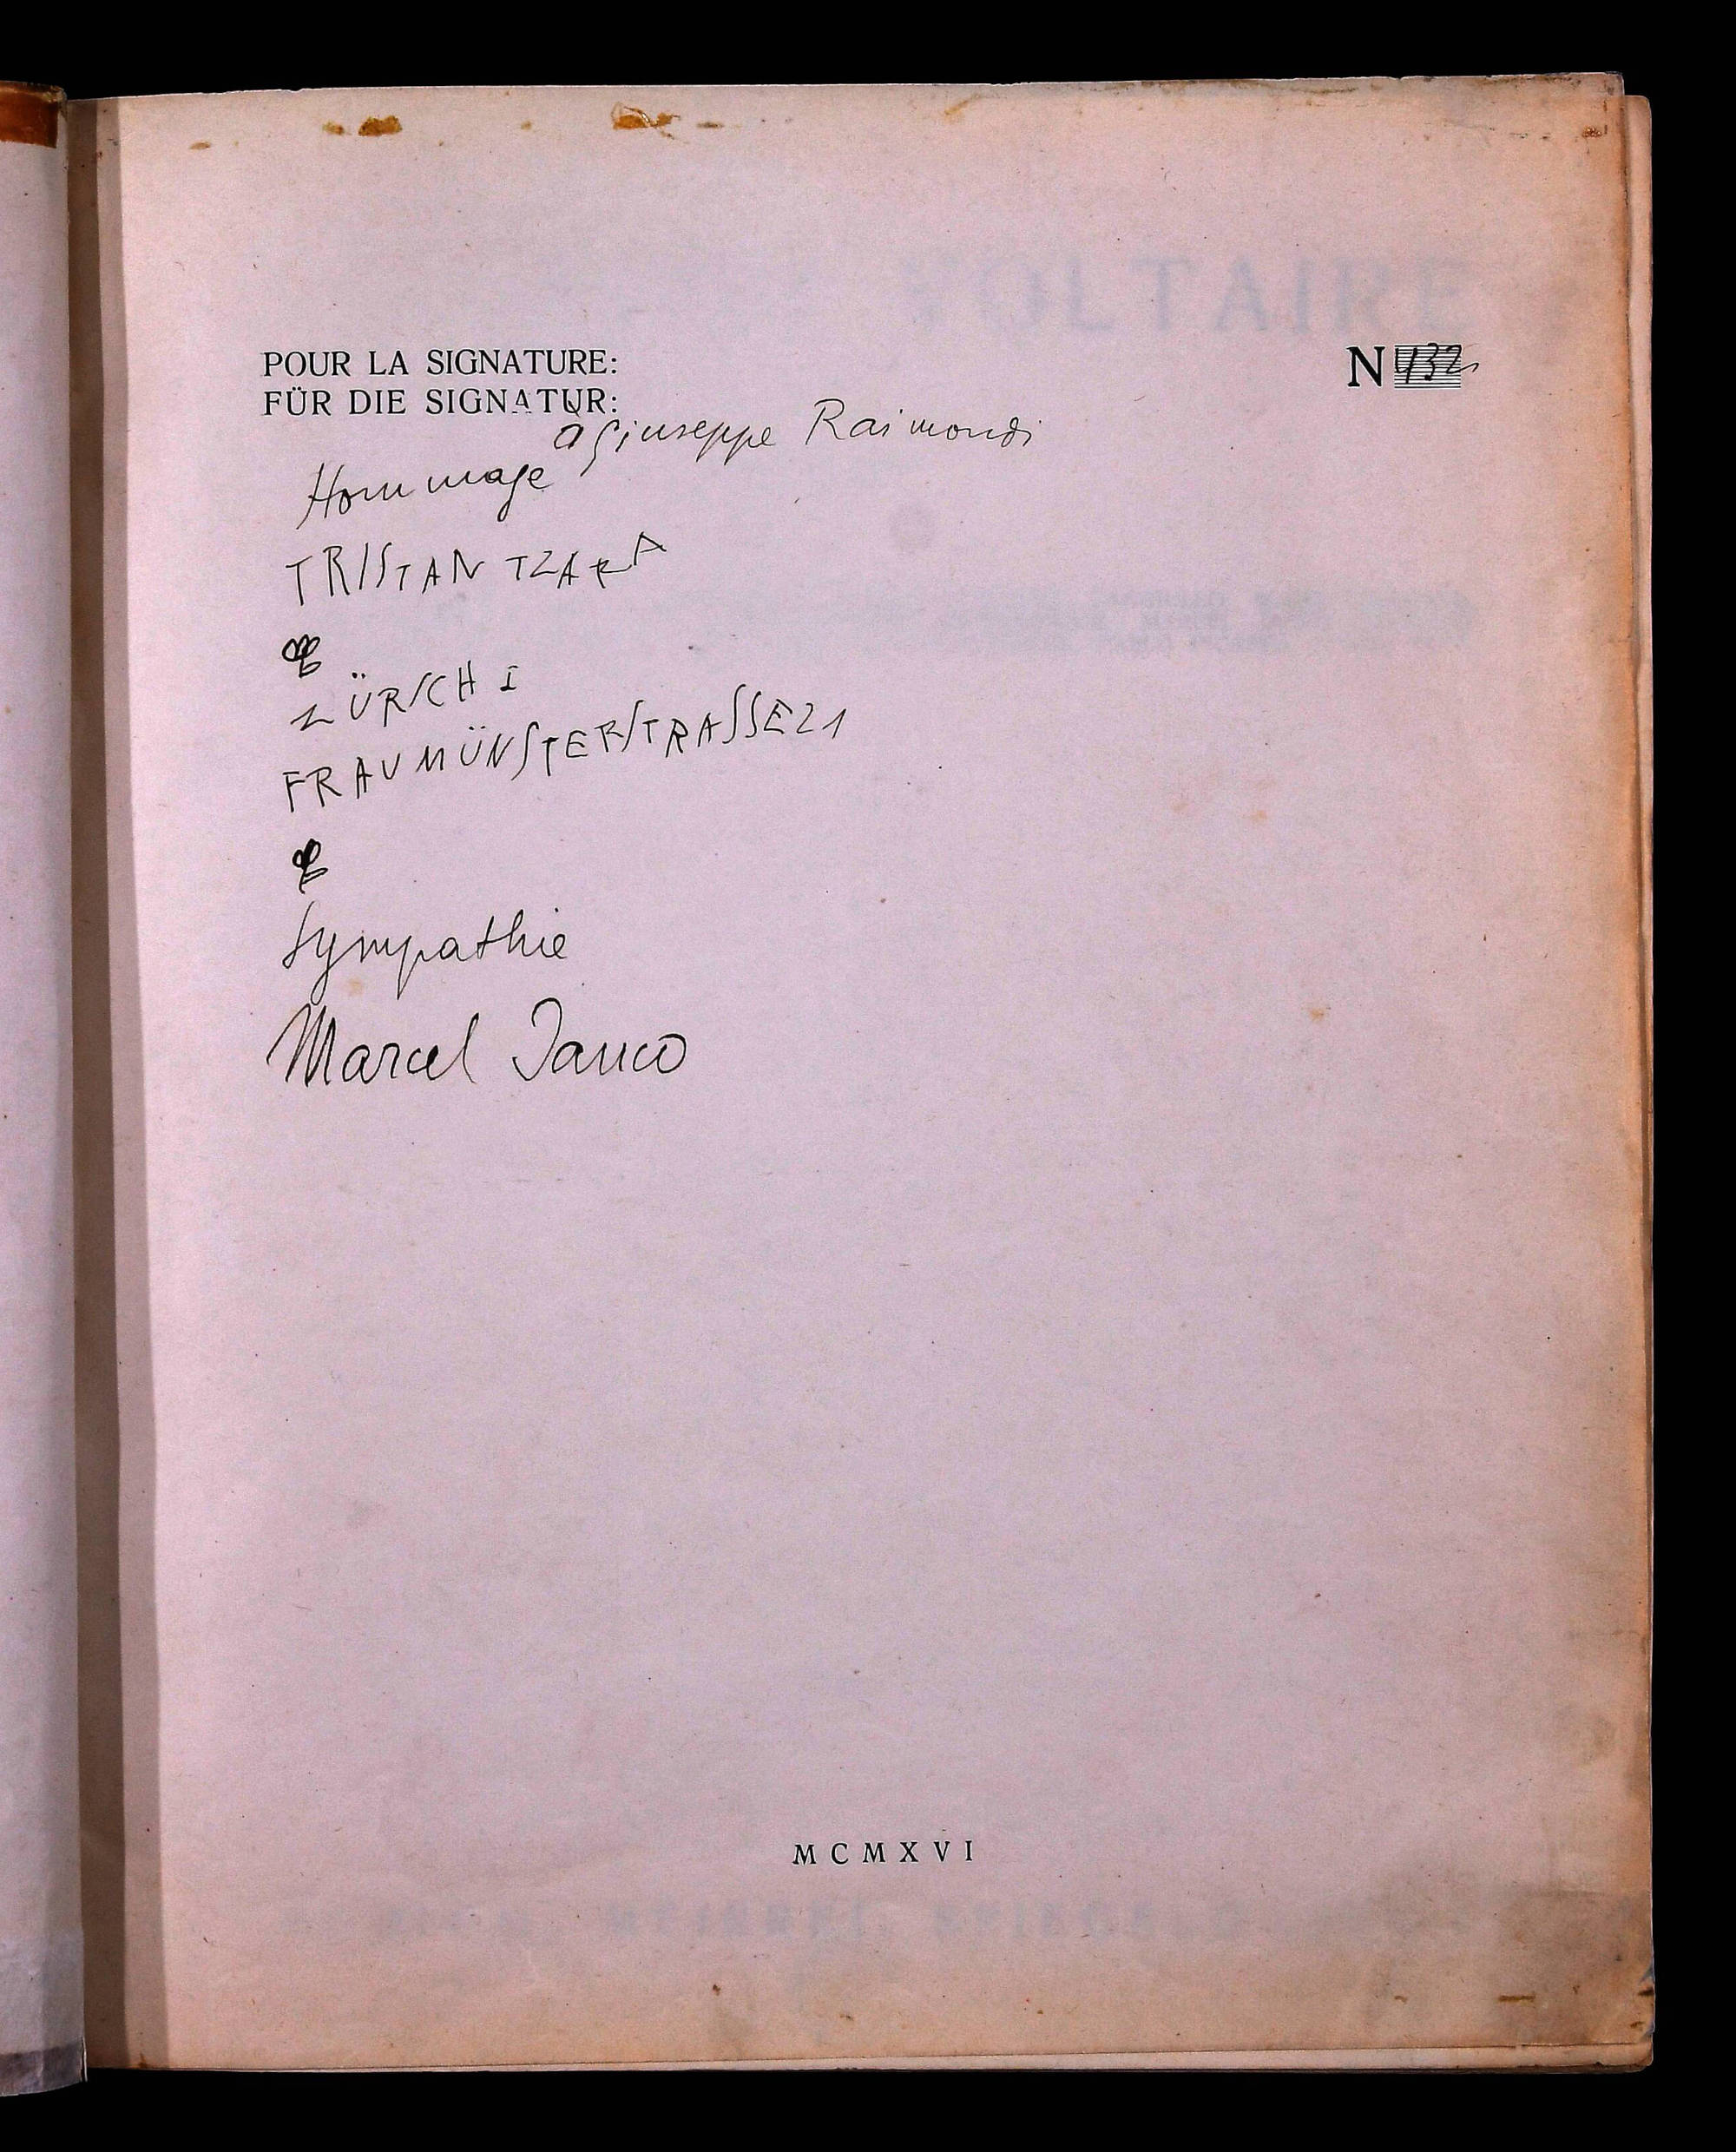 VOLTAIRE
POUR LA SIGNATURE:
FÜR DIE SIGNATUR:
N 132
à Giuseppe Raimondi
Hommage
TRISTAN TZARA
&
ZÜRICH I
FRAUMÜNSTERSTRASSE 21
&
Sympathie
Marcel Janco
MCMXVI